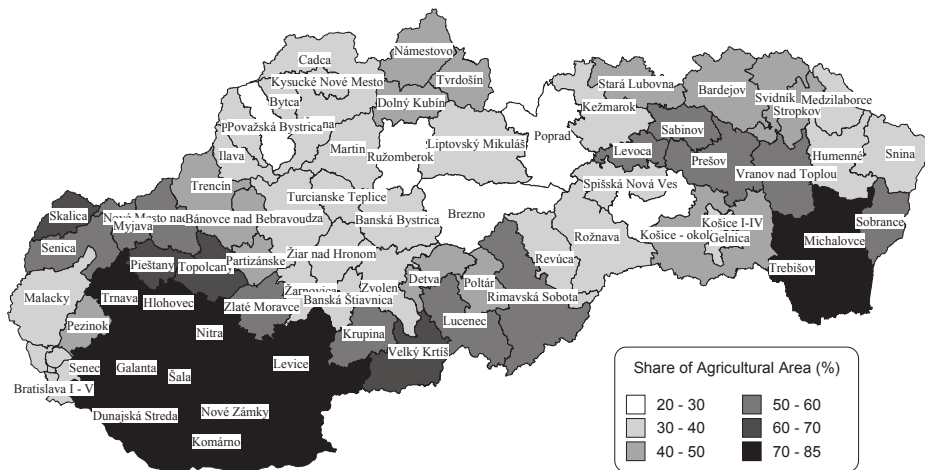 Námestovo
Cadca
Tvrdošín
Kysucké Nové Mesto
Stará Lubovna
Bardejov
Svidník
Medzilaborce
Stropkov
Dolný Kubín
Bytca
Kežmarok
Považská Bystrica
Sabinov
Poprad
Martin
Liptovský Mikuláš
Levoca
Ilava
Ružomberok
Prešov
Humenné
Snina
Vranov nad Toplou
Trencín
Turcianske Teplice
Spišská Nová Ves
Skalica
Nové Mesto nad
Bánovce nad Bebravou
dza
Banská Bystrica
Brezno
Myjava
Košice I-IV
Sobrance
Senica
Rožnava
Košice - okol
Gelnica
Michalovce
Pieštany
Topolcany
Partizánske
Žiar nad Hronom
Revúca
Trebišov
Detva
Poltár
Malacky
Trnava
Hlohovec
Žarnovica
Zvolen
Banská Štiavnica
Rimavská Sobota
Zlaté Moravce
Pezinok
Nitra
Krupina
Lucenec
Velký Krtíš
Senec
Galanta
Šala
Levice
Bratislava I - V
Dunajská Streda
Nové Zámky
Komárno
Share of Agricultural Area (%)
20 - 30
50 - 60
30 - 40
60 - 70
40 - 50
70 - 85